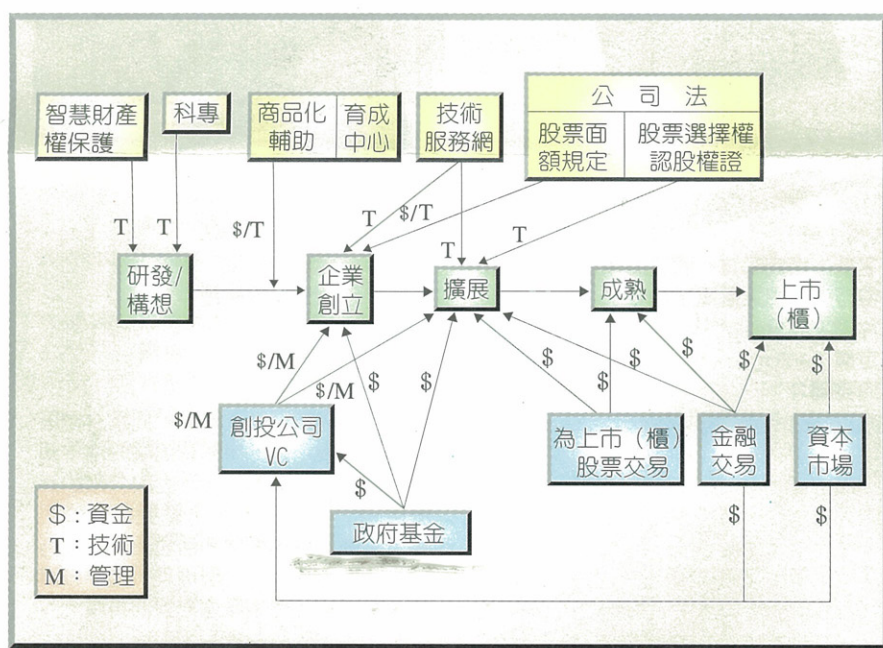 智慧財產
權保護
科專
商品化
輔助
育成
中心
技術
服務網
公司法
股票面
額規定
股票選擇權
認股權證
T
T
$/T
T
$/T
T
T
研發/
構想
企業
創立
擴展
成熟
上市
（櫃）
$/M
$/M
$/M
$
$
$
$
$
$
$
$
創投公司
VC
為上市（櫃）
股票交易
金融
交易
資本
市場
$
$
$
政府基金
$：資金
T：技術
M：管理